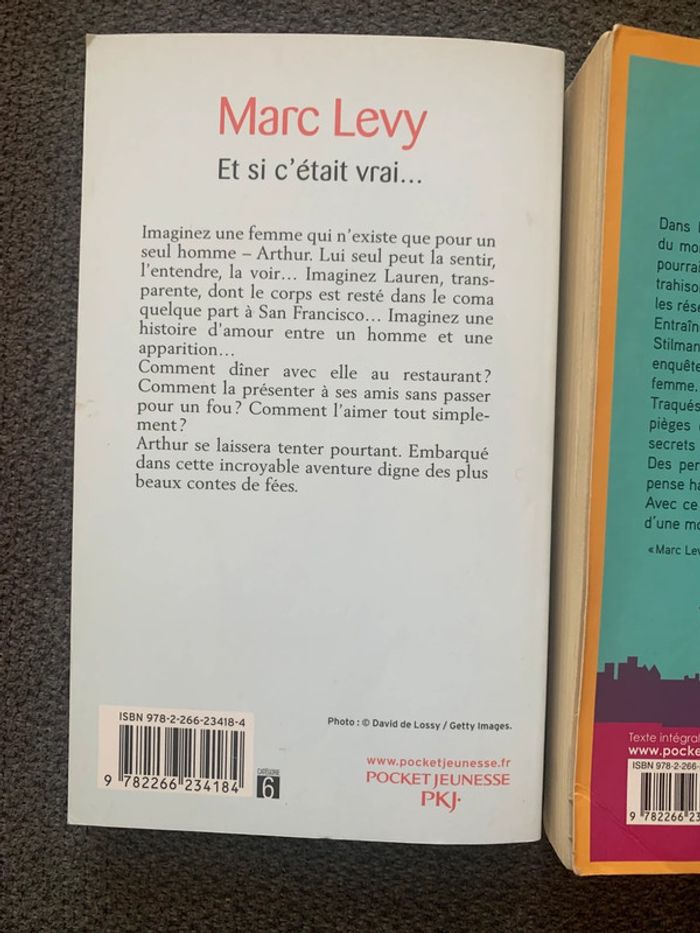 Marc Levy
Et si c'était vrai…
Imaginez une femme qui n'existe que pour un
seul homme – Arthur. Lui seul peut la sentir,
l'entendre, la voir… Imaginez Lauren, trans-
parente, dont le corps est resté dans le coma
quelque part à San Francisco… Imaginez une
histoire d'amour entre un homme et une
apparition…
Comment dîner avec elle au restaurant ?
Comment la présenter à ses amis sans passer
pour un fou ? Comment l'aimer tout simple-
ment ?
Arthur se laissera tenter pourtant. Embarqué
dans cette incroyable aventure digne des plus
beaux contes de fées.
ISBN 978-2-266-23418-4
9 782266 234184
CATÉGORIE
6
Photo : © David de Lossy / Getty Images.
www.pocketjeunesse.fr
POCKET JEUNESSE
PKJ·
Dans
du mo
pourrai
trahiso
les rése
Entraîn
Stilman
enquête
femme.
Traqués
pièges
secrets
Des per
pense ha
Avec ce
d'une mo
« Marc Lev
Texte intégral
www.pock
ISBN 978-2-266-
9 782266 23